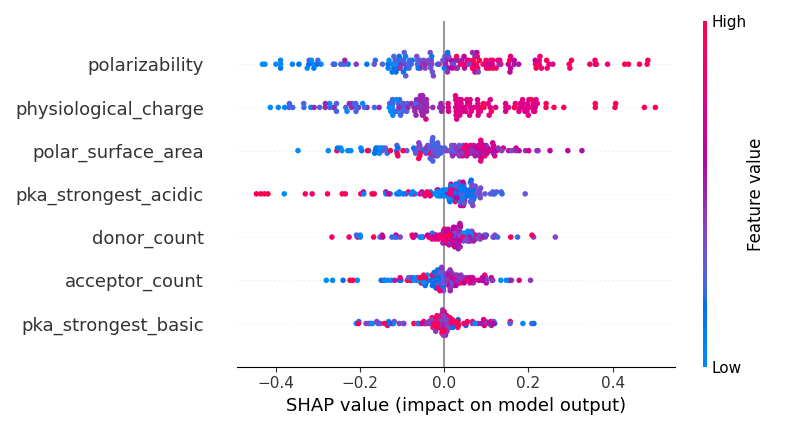 High
polarizability
physiological_charge
polar_surface_area
pka_strongest_acidic
donor_count
acceptor_count
pka_strongest_basic
Feature value
Low
−0.4 −0.2 0.0 0.2 0.4
SHAP value (impact on model output)